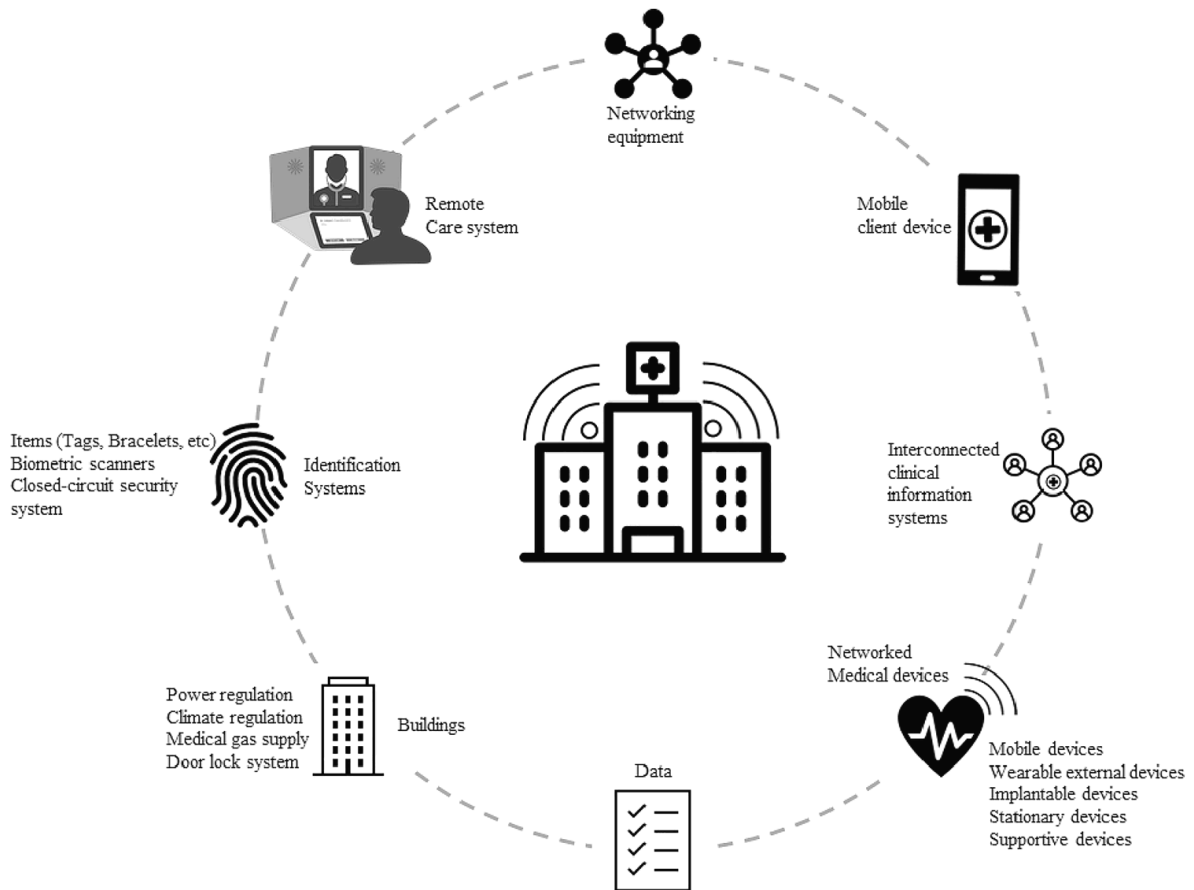 Networking
equipment
Remote
Care system
Mobile
client device
Items (Tags, Bracelets, etc)
Biometric scanners
Closed-circuit security
system
Identification
Systems
Interconnected
clinical
information
systems
Networked
Medical devices
Power regulation
Climate regulation
Medical gas supply
Door lock system
Buildings
Mobile devices
Wearable external devices
Implantable devices
Stationary devices
Supportive devices
Data